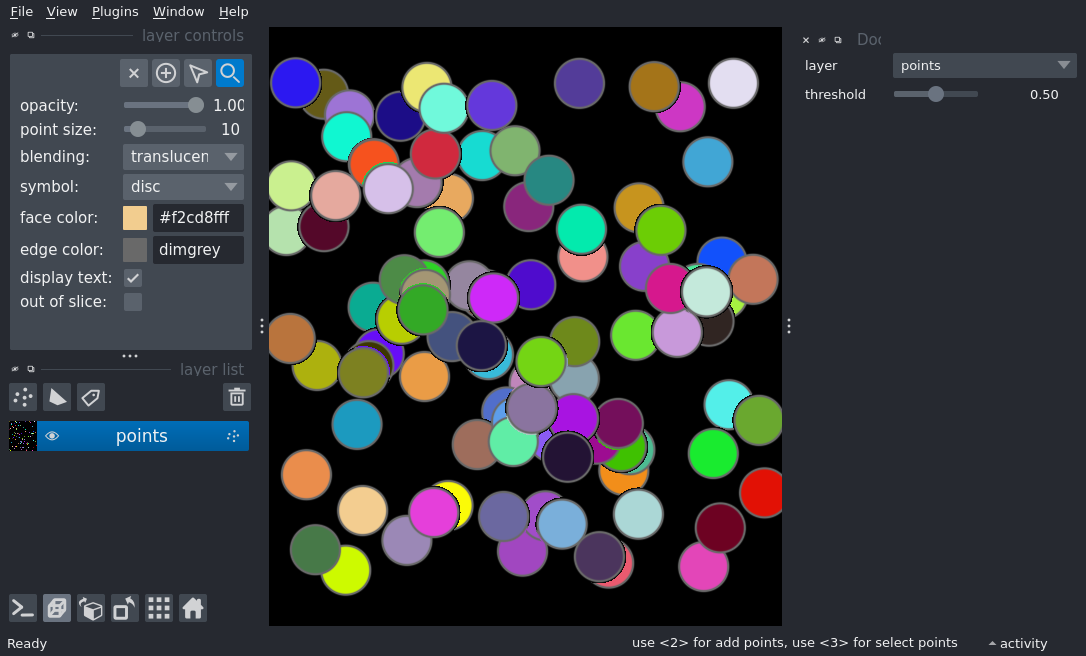 File View Plugins Window Help
layer controls
opacity: 1.00
point size: 10
blending: translucen
symbol: disc
face color: #f2cd8fff
edge color: dimgrey
display text:
out of slice:
layer list
points
Doc
layer points
threshold 0.50
Ready
use <2> for add points, use <3> for select points
activity